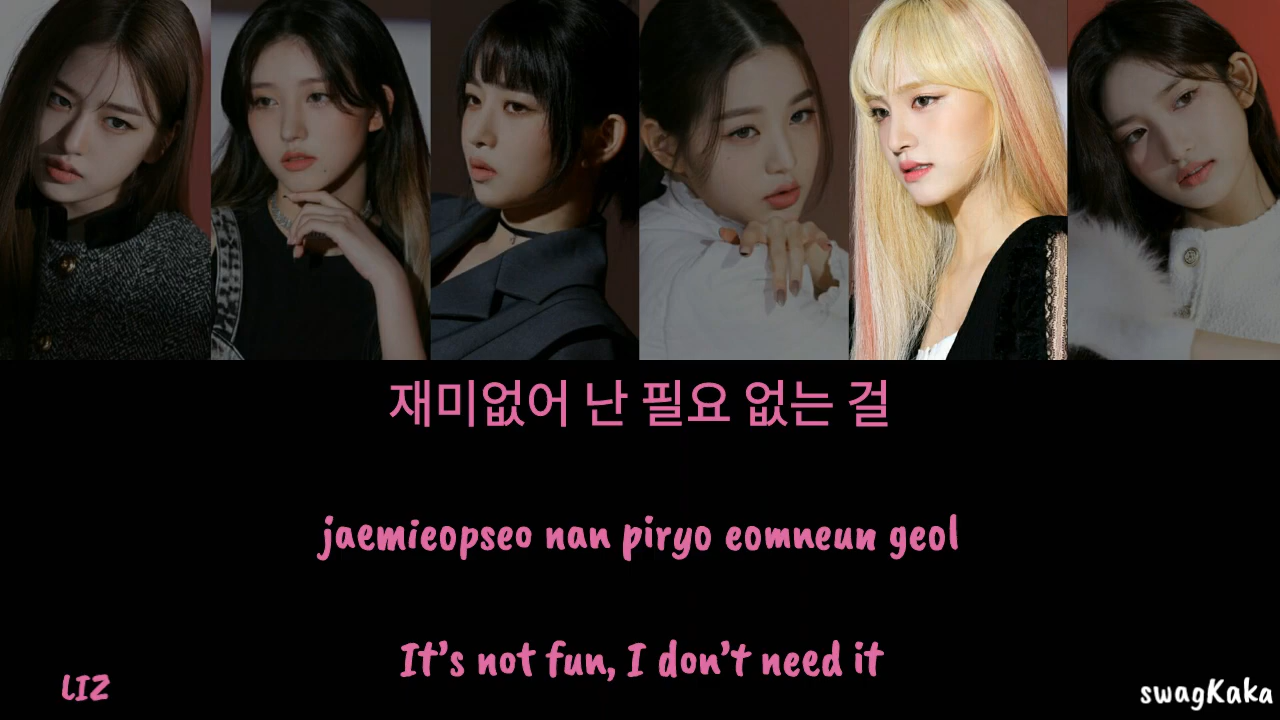 재미없어 난 필요 없는 걸
jaemieopseo nan piryo eomneun geol
It's not fun, I don't need it
LIZ
swagKaka